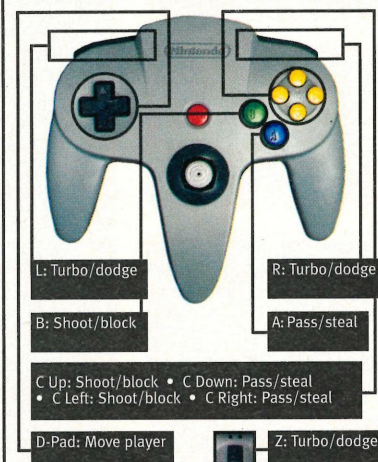 Nintendo
L: Turbo/dodge
R: Turbo/dodge
B: Shoot/block
A: Pass/steal
C Up: Shoot/block • C Down: Pass/steal
• C Left: Shoot/block • C Right: Pass/steal
D-Pad: Move player
Z: Turbo/dodge